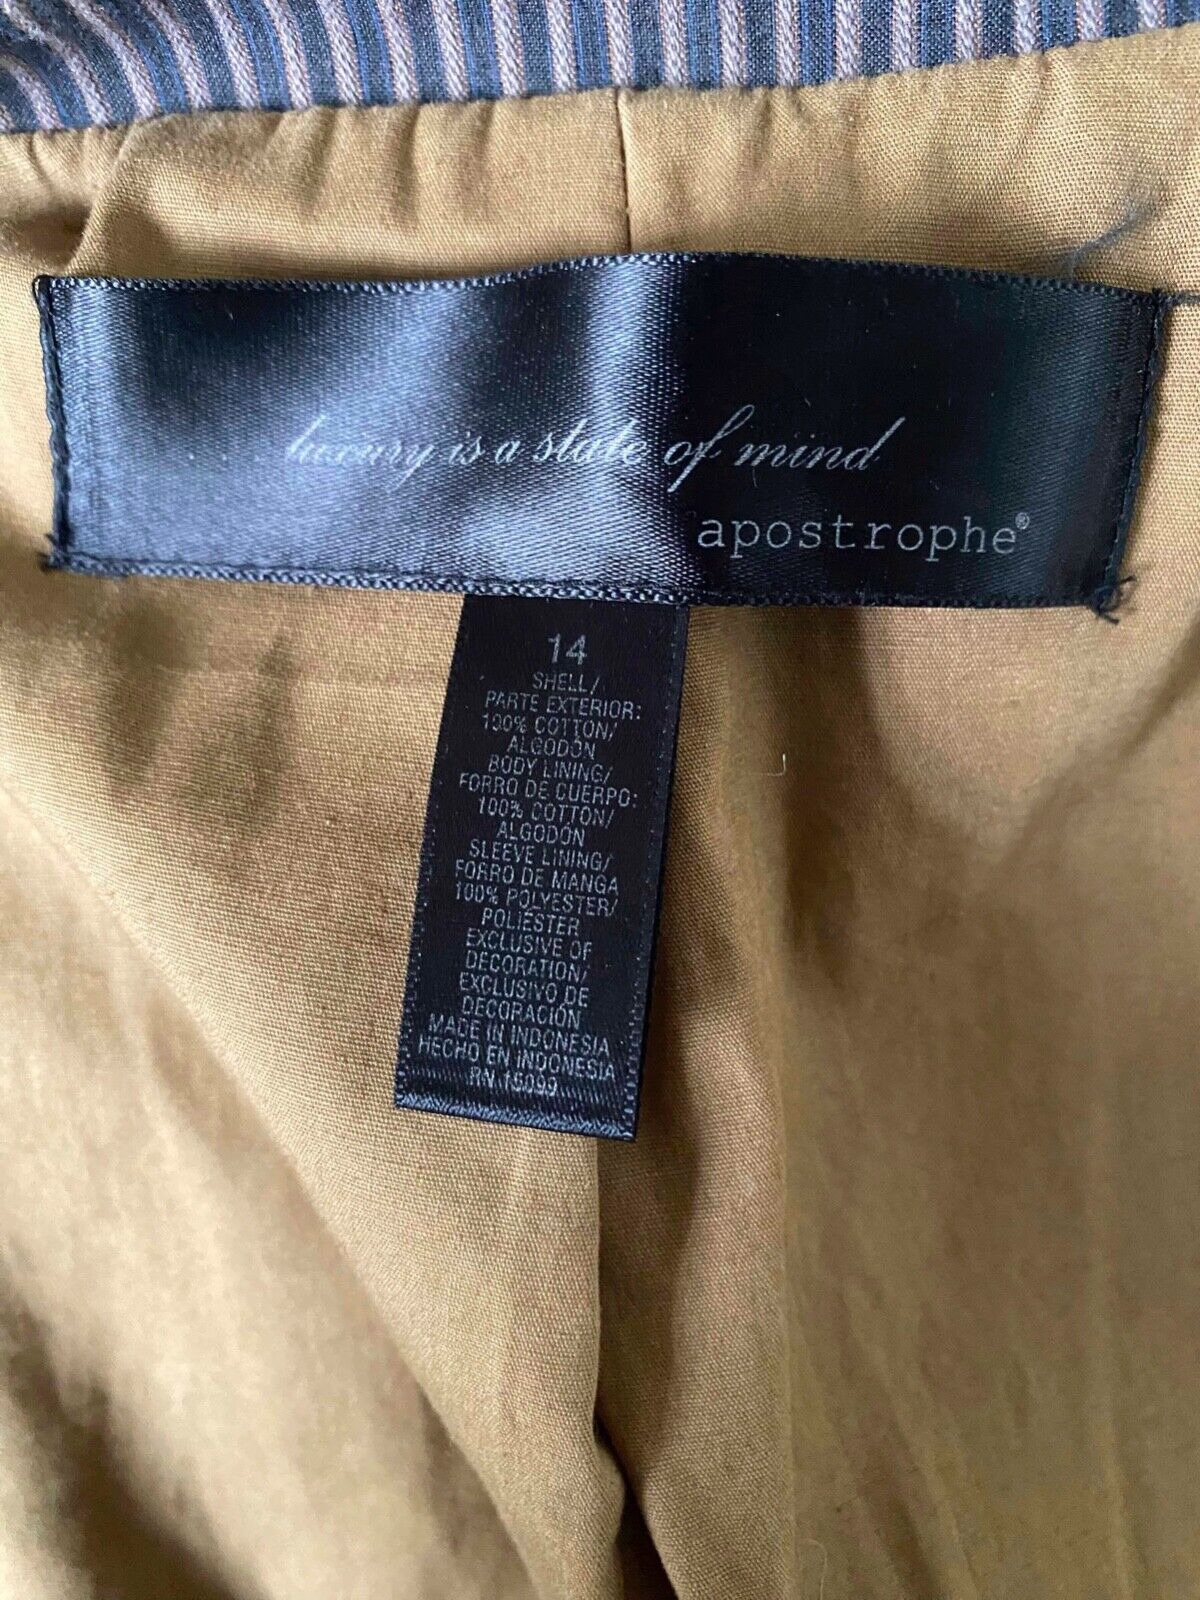 luxury is a state of mind
apostrophe®
14
SHELL/
PARTE EXTERIOR:
100% COTTON/
ALGODÓN
BODY LINING/
FORRO DE CUERPO:
100% COTTON/
ALGODÓN
SLEEVE LINING/
FORRO DE MANGA
100% POLYESTER/
POLIÉSTER
EXCLUSIVE OF
DECORATION/
EXCLUSIVO DE
DECORACIÓN
MADE IN INDONESIA
HECHO EN INDONESIA
RN 15099